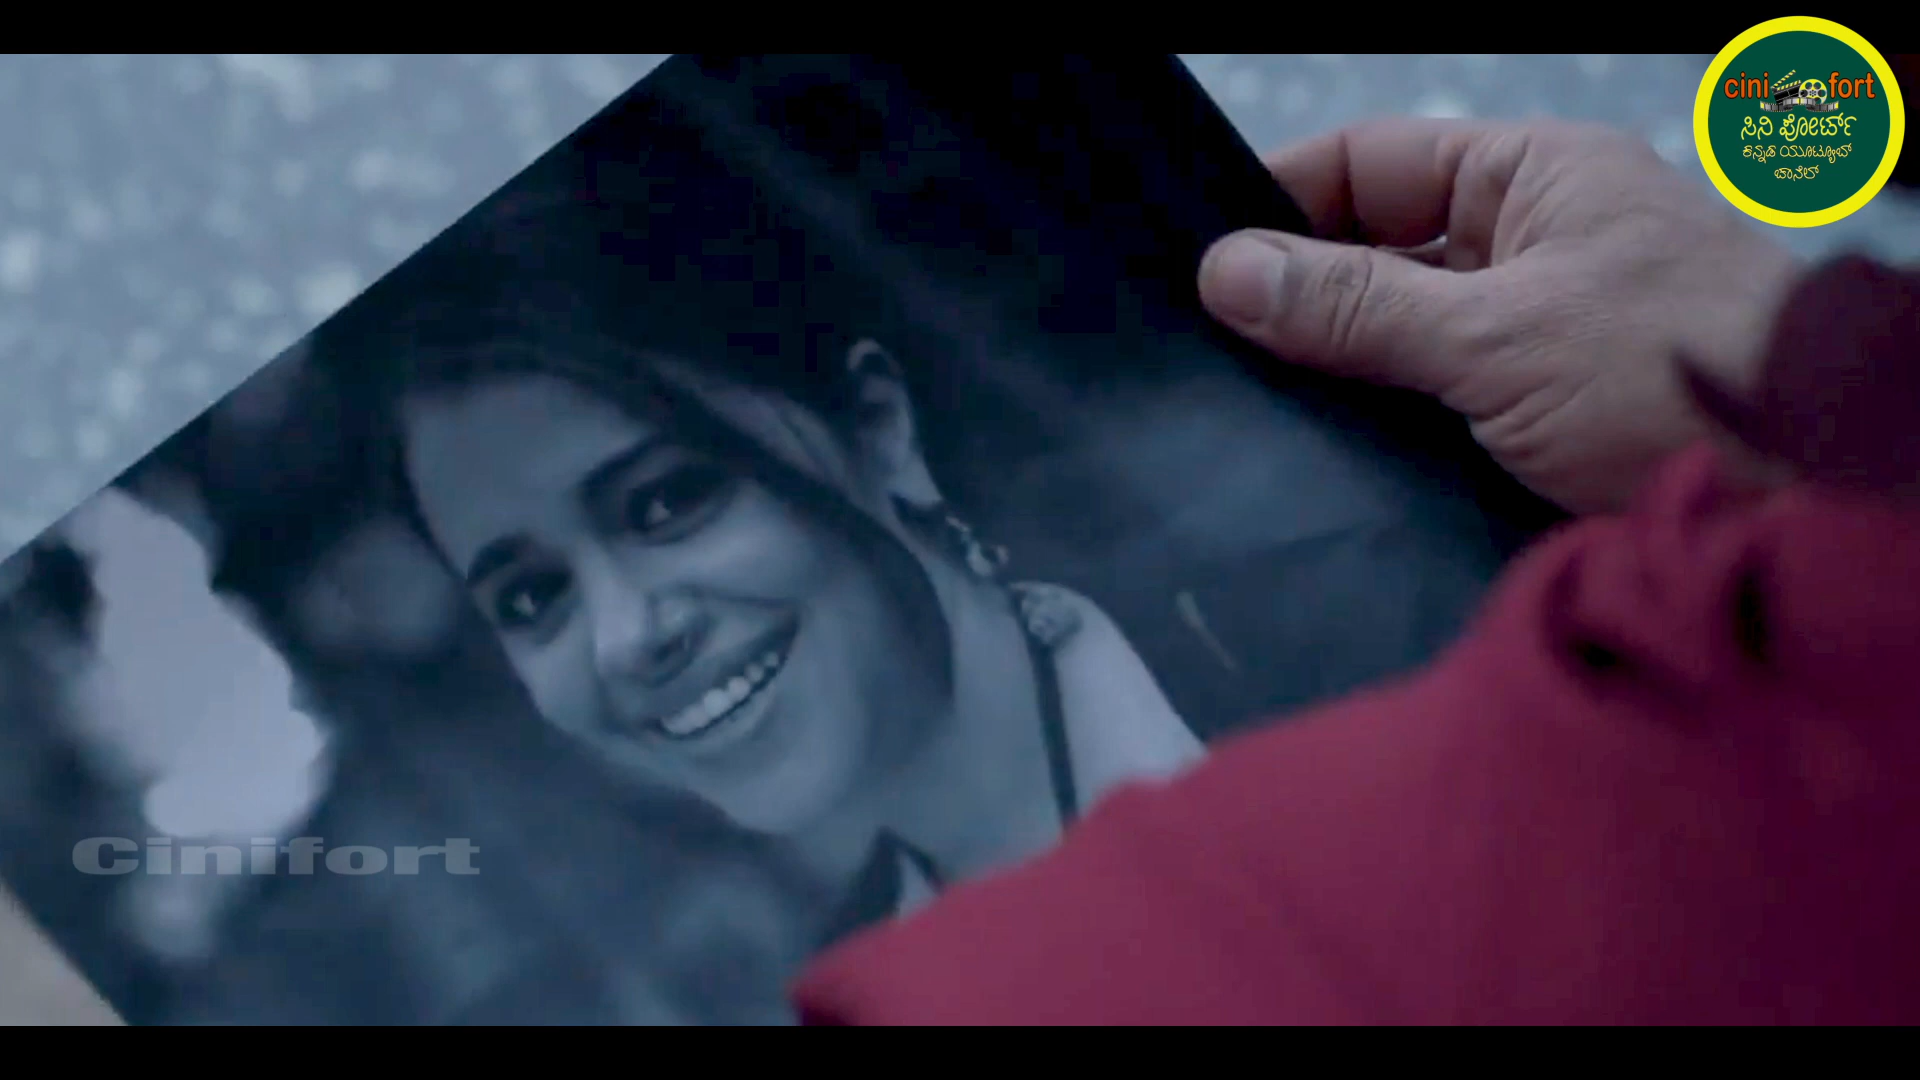 cini fort
ಸಿನಿ ಫೋರ್ಟ್
ಕನ್ನಡ ಯೂಟ್ಯೂಬ್
ಚಾನೆಲ್
Cinifort